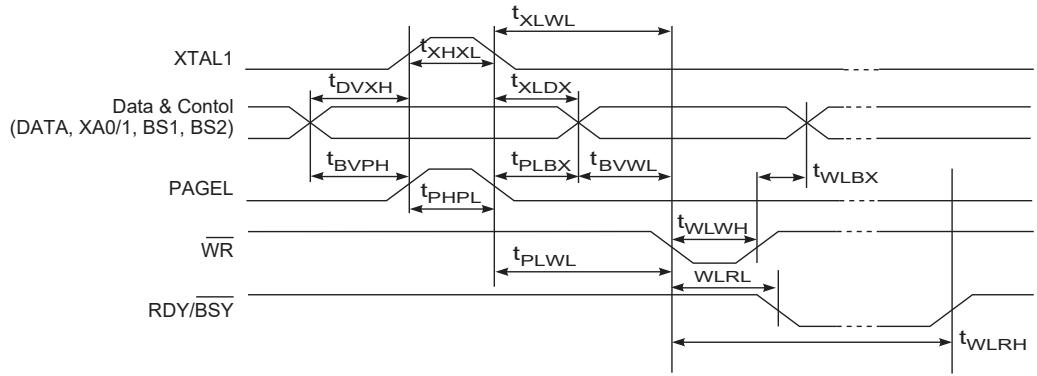 tXLWL
XTAL1
tXHXL
tDVXH
tXLDX
Data & Contol
(DATA, XA0/1, BS1, BS2)
tBVPH
tPLBX
tBVWL
tWLBX
PAGEL
tPHPL
tWLWH
WR
tPLWL
WLRL
RDY/BSY
tWLRH